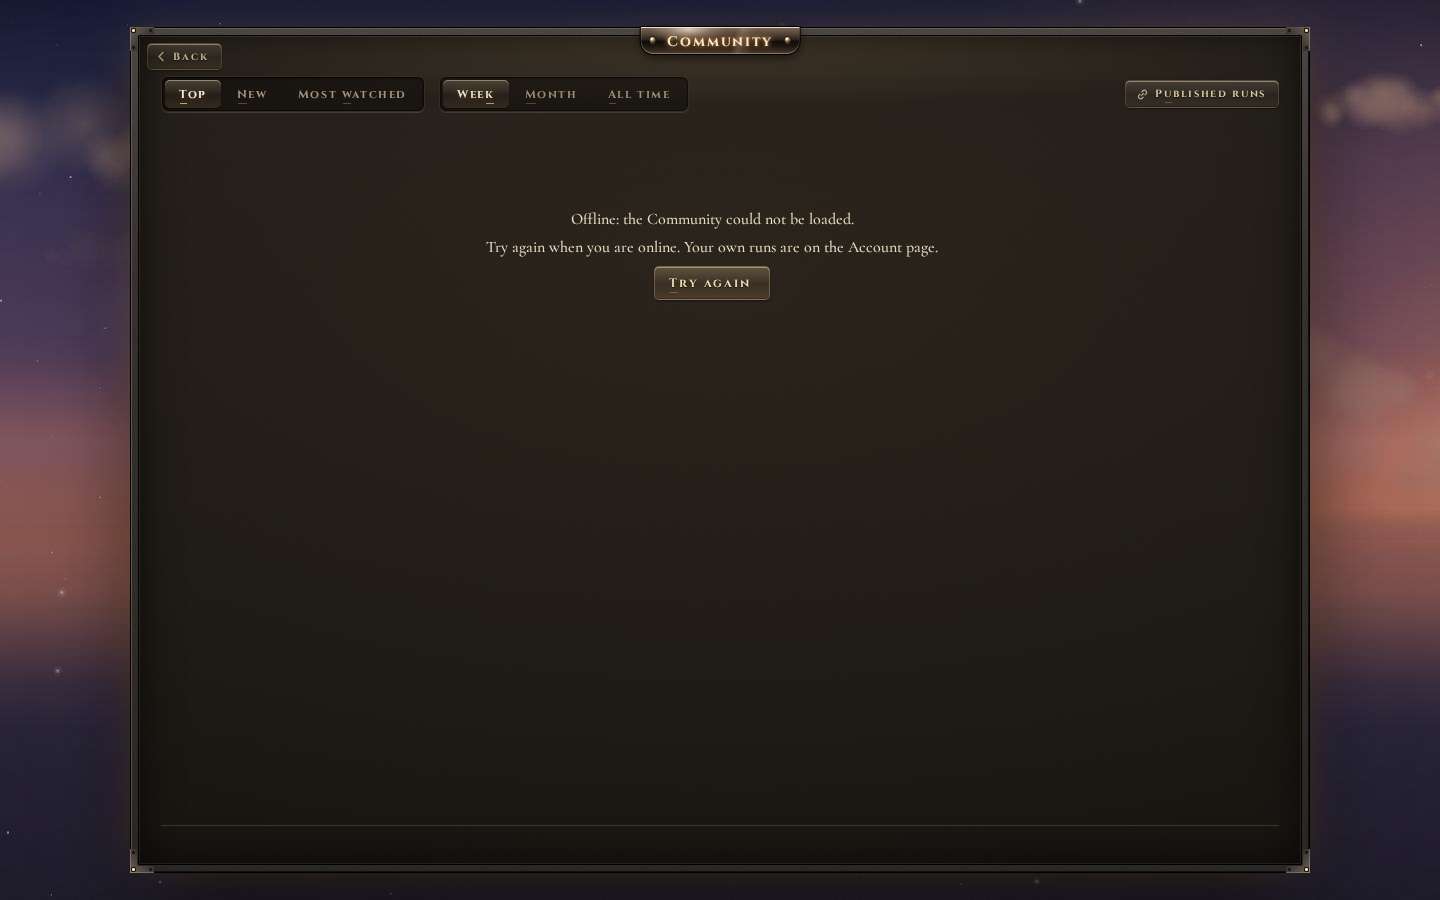 Community
Back
Top New Most watched Week Month All time Published runs
Offline: the Community could not be loaded.
Try again when you are online. Your own runs are on the Account page.
Try again